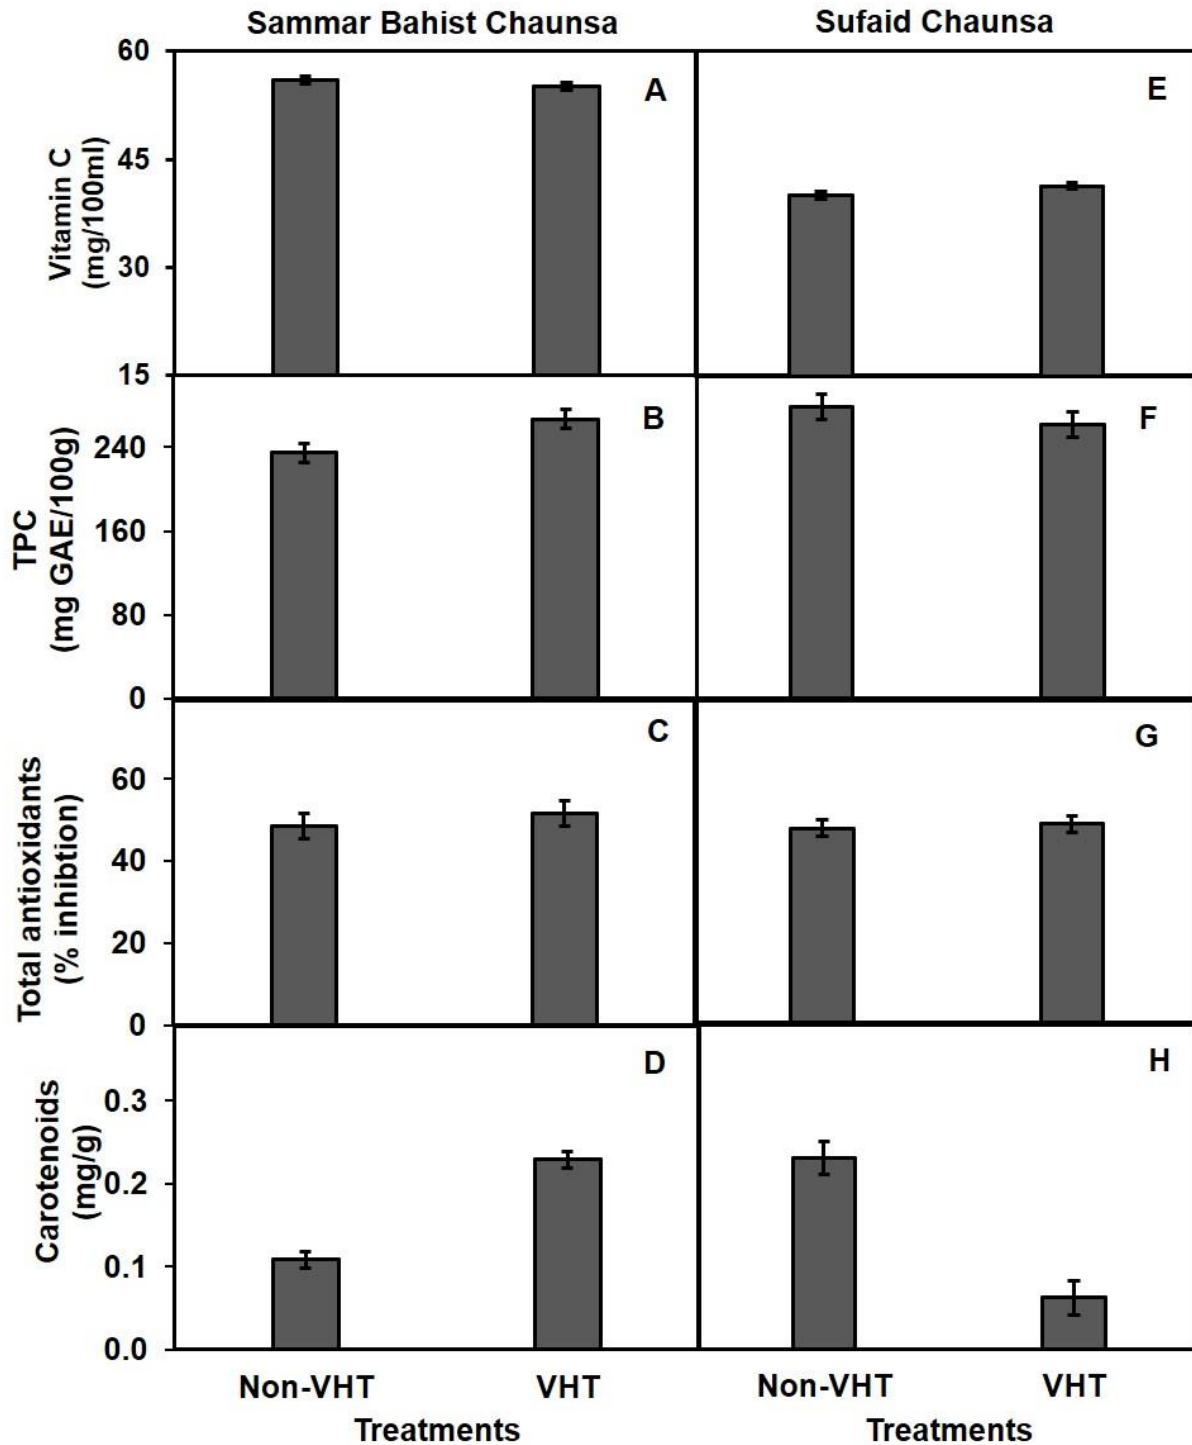 Sammar Bahist Chaunsa
Sufaid Chaunsa
Vitamin C
(mg/100ml)
60
45
30
15
A
E
TPC
(mg GAE/100g)
240
160
80
0
B
F
Total antioxidants
(% inhibtion)
60
40
20
0
C
G
Carotenoids
(mg/g)
0.3
0.2
0.1
0.0
D
H
Non-VHT
VHT
Non-VHT
VHT
Treatments
Treatments